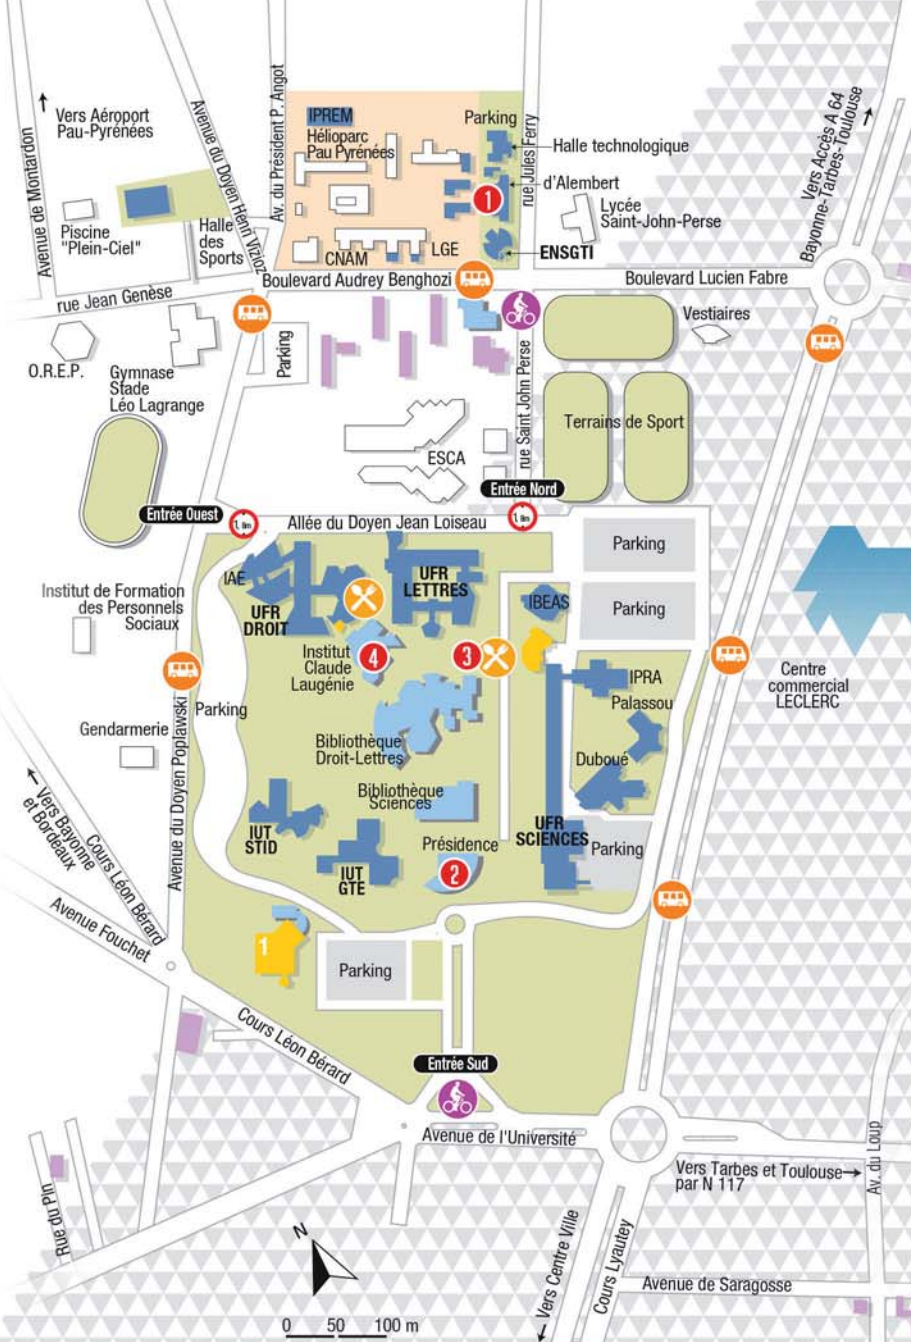 Vers Aéroport
Pau-Pyrénées
Avenue de Montardon
Avenue du Doyen Henri Vizioz
Av. du Président P. Angot
IPREM
Hélioparc
Pau Pyrénées
Parking
rue Jules Ferry
Halle technologique
d'Alembert
1
Lycée
Saint-John-Perse
Vers Accès A 64
Bayonne-Tarbes-Toulouse
Piscine
"Plein-Ciel"
Halle
des
Sports
CNAM
LGE
ENSGTI
Boulevard Audrey Benghozi
Boulevard Lucien Fabre
rue Jean Genèse
Vestiaires
O.R.E.P.
Parking
Gymnase
Stade
Léo Lagrange
rue Saint John Perse
Terrains de Sport
ESCA
Entrée Nord
Entrée Ouest
Allée du Doyen Jean Loiseau
Parking
IAE
UFR
DROIT
UFR
LETTRES
IBEAS
Parking
Institut de Formation
des Personnels
Sociaux
Institut
Claude
Laugénie
4
3
IPRA
Palassou
Centre
commercial
LECLERC
Parking
Gendarmerie
Avenue du Doyen Poplawski
Bibliothèque
Droit-Lettres
Duboué
Bibliothèque
Sciences
Vers Bayonne
et Bordeaux
Cours Léon Bérard
IUT
STID
IUT
GTE
Présidence
2
UFR
SCIENCES
Parking
Avenue Fouchet
1
Parking
Cours Léon Bérard
Entrée Sud
Avenue de l'Université
Vers Tarbes et Toulouse
par N 117
Av. du Loup
Rue du Pin
N
Vers Centre Ville
Cours Lyautey
Avenue de Saragosse
0 50 100 m